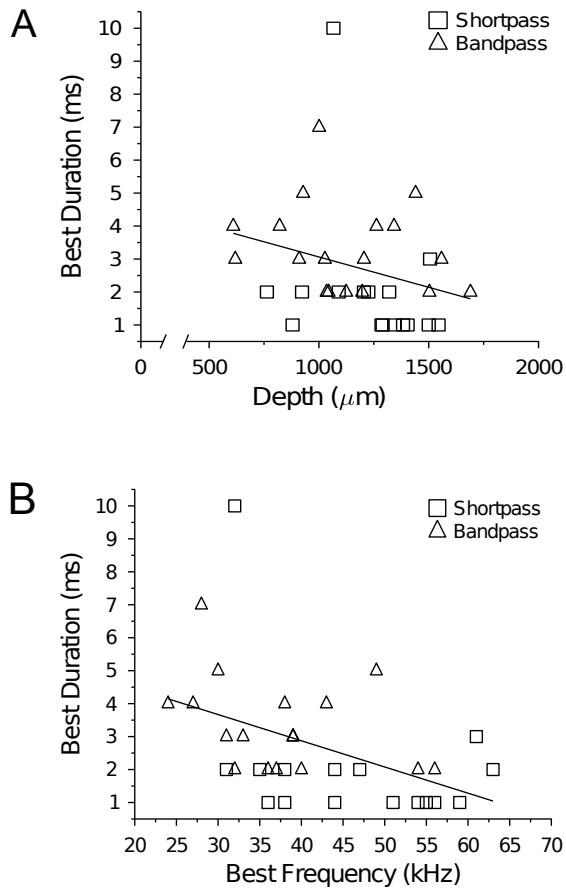 A
Shortpass
Bandpass
10
9
8
7
6
5
4
3
2
1
Best Duration (ms)
0 500 1000 1500 2000
Depth (μm)
B
Shortpass
Bandpass
10
9
8
7
6
5
4
3
2
1
Best Duration (ms)
20 25 30 35 40 45 50 55 60 65 70
Best Frequency (kHz)